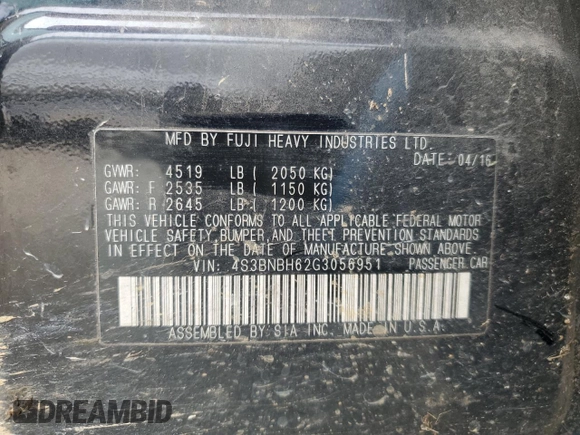 MFD BY FUJI HEAVY INDUSTRIES LTD.
DATE: 04/16
GVWR: 4519 LB ( 2050 KG)
GAWR: F 2535 LB ( 1150 KG)
GAWR: R 2645 LB ( 1200 KG)
THIS VEHICLE CONFORMS TO ALL APPLICABLE FEDERAL MOTOR
VEHICLE SAFETY, BUMPER, AND THEFT PREVENTION STANDARDS
IN EFFECT ON THE DATE OF MANUFACTURE SHOWN ABOVE.
VIN: 4S3BNBH62G3056951 PASSENGER CAR
ASSEMBLED BY SIA INC. MADE IN U.S.A.
DREAMBID